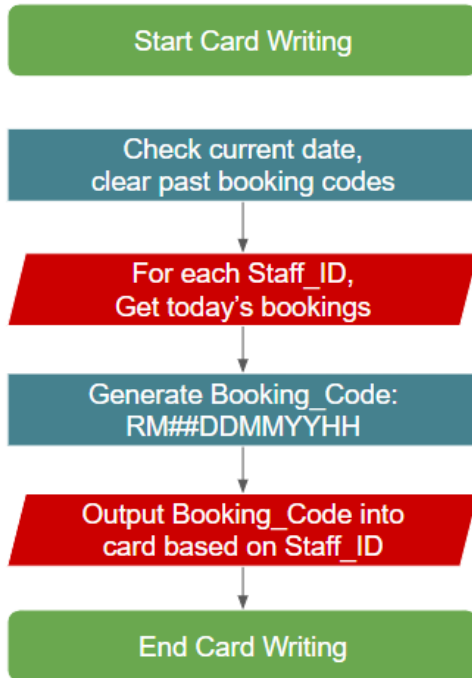 Start Card Writing
Check current date,
clear past booking codes
For each Staff_ID,
Get today's bookings
Generate Booking_Code:
RM##DDMMYYHH
Output Booking_Code into
card based on Staff_ID
End Card Writing